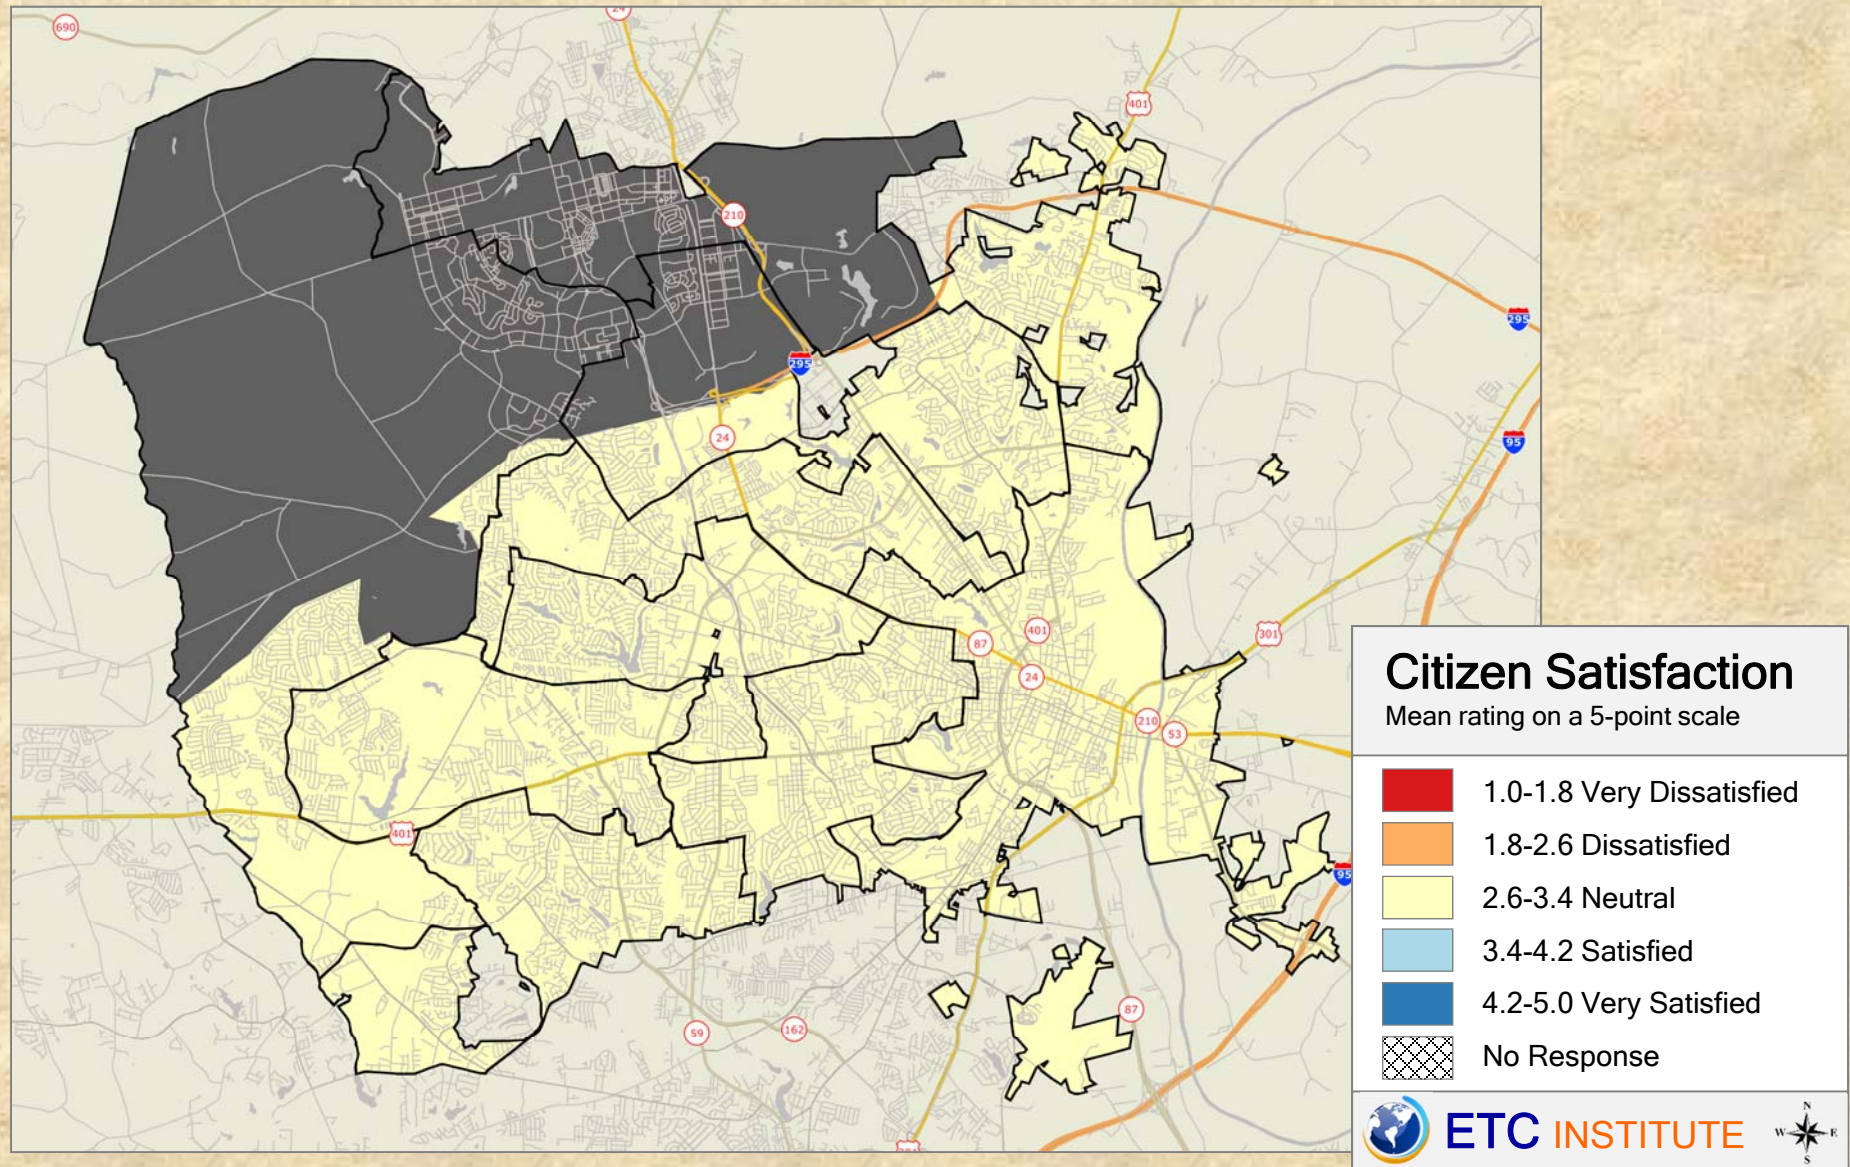 24
690
401
210
295
295
24
95
401
87
301
24
210
53
401
95
87
59
162
Citizen Satisfaction
Mean rating on a 5-point scale
1.0-1.8 Very Dissatisfied
1.8-2.6 Dissatisfied
2.6-3.4 Neutral
3.4-4.2 Satisfied
4.2-5.0 Very Satisfied
No Response
ETC INSTITUTE
N
W E
S